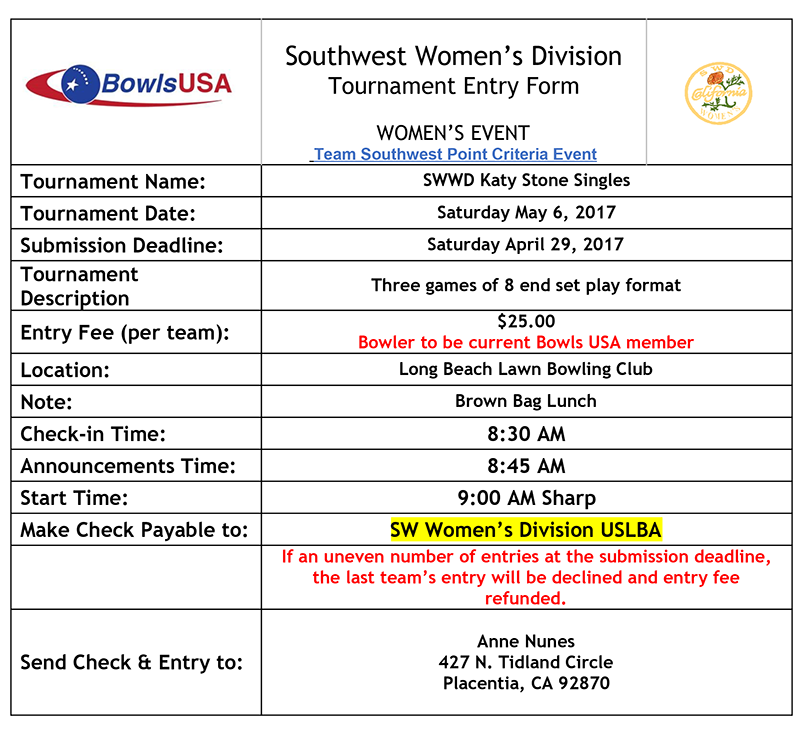 BowlsUSA
Southwest Women's Division
Tournament Entry Form
WOMEN'S EVENT
Team Southwest Point Criteria Event
SWD
California
WOMEN'S
Tournament Name:
SWWD Katy Stone Singles
Tournament Date:
Saturday May 6, 2017
Submission Deadline:
Saturday April 29, 2017
Tournament
Description
Three games of 8 end set play format
Entry Fee (per team):
$25.00
Bowler to be current Bowls USA member
Location:
Long Beach Lawn Bowling Club
Note:
Brown Bag Lunch
Check-in Time:
8:30 AM
Announcements Time:
8:45 AM
Start Time:
9:00 AM Sharp
Make Check Payable to:
SW Women's Division USLBA
If an uneven number of entries at the submission deadline,
the last team's entry will be declined and entry fee
refunded.
Send Check & Entry to:
Anne Nunes
427 N. Tidland Circle
Placentia, CA 92870